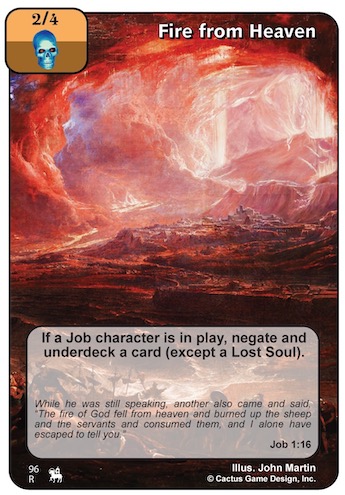 2/4
Fire from Heaven
If a Job character is in play, negate and
underdeck a card (except a Lost Soul).
While he was still speaking, another also came and said,
"The fire of God fell from heaven and burned up the sheep
and the servants and consumed them, and I alone have
escaped to tell you."
Job 1:16
96
R
Illus. John Martin
© Cactus Game Design, Inc.